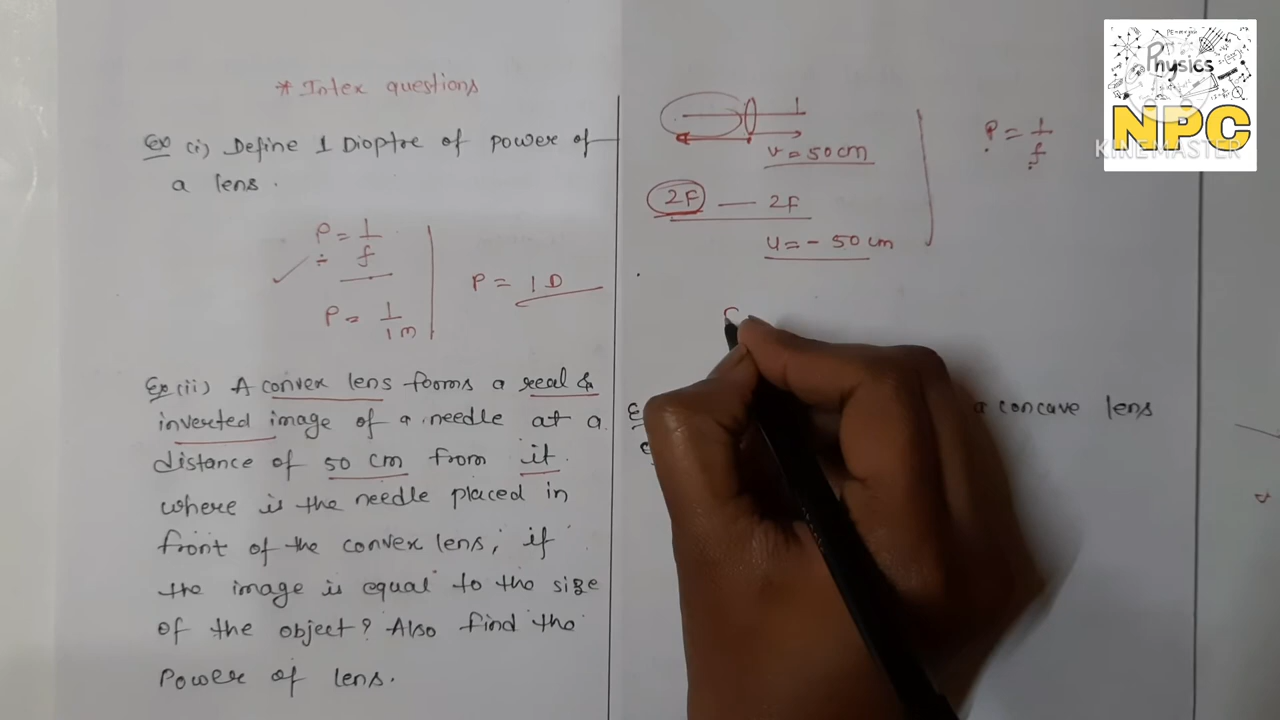 * Intex questions
Ex (i) Define 1 Dioptre of power of
a lens.
P = 1/f
P = 1/1m
P = 1D
Ex (ii) A convex lens forms a real &
inverted image of a needle at a
distance of 50 cm from it.
where is the needle placed in
front of the convex lens, if
the image is equal to the size
of the object? Also find the
Power of lens.
v = 50cm
2F — 2F
u = - 50 cm
P = 1/f
a concave lens
Physics
NPC
KINEMASTER